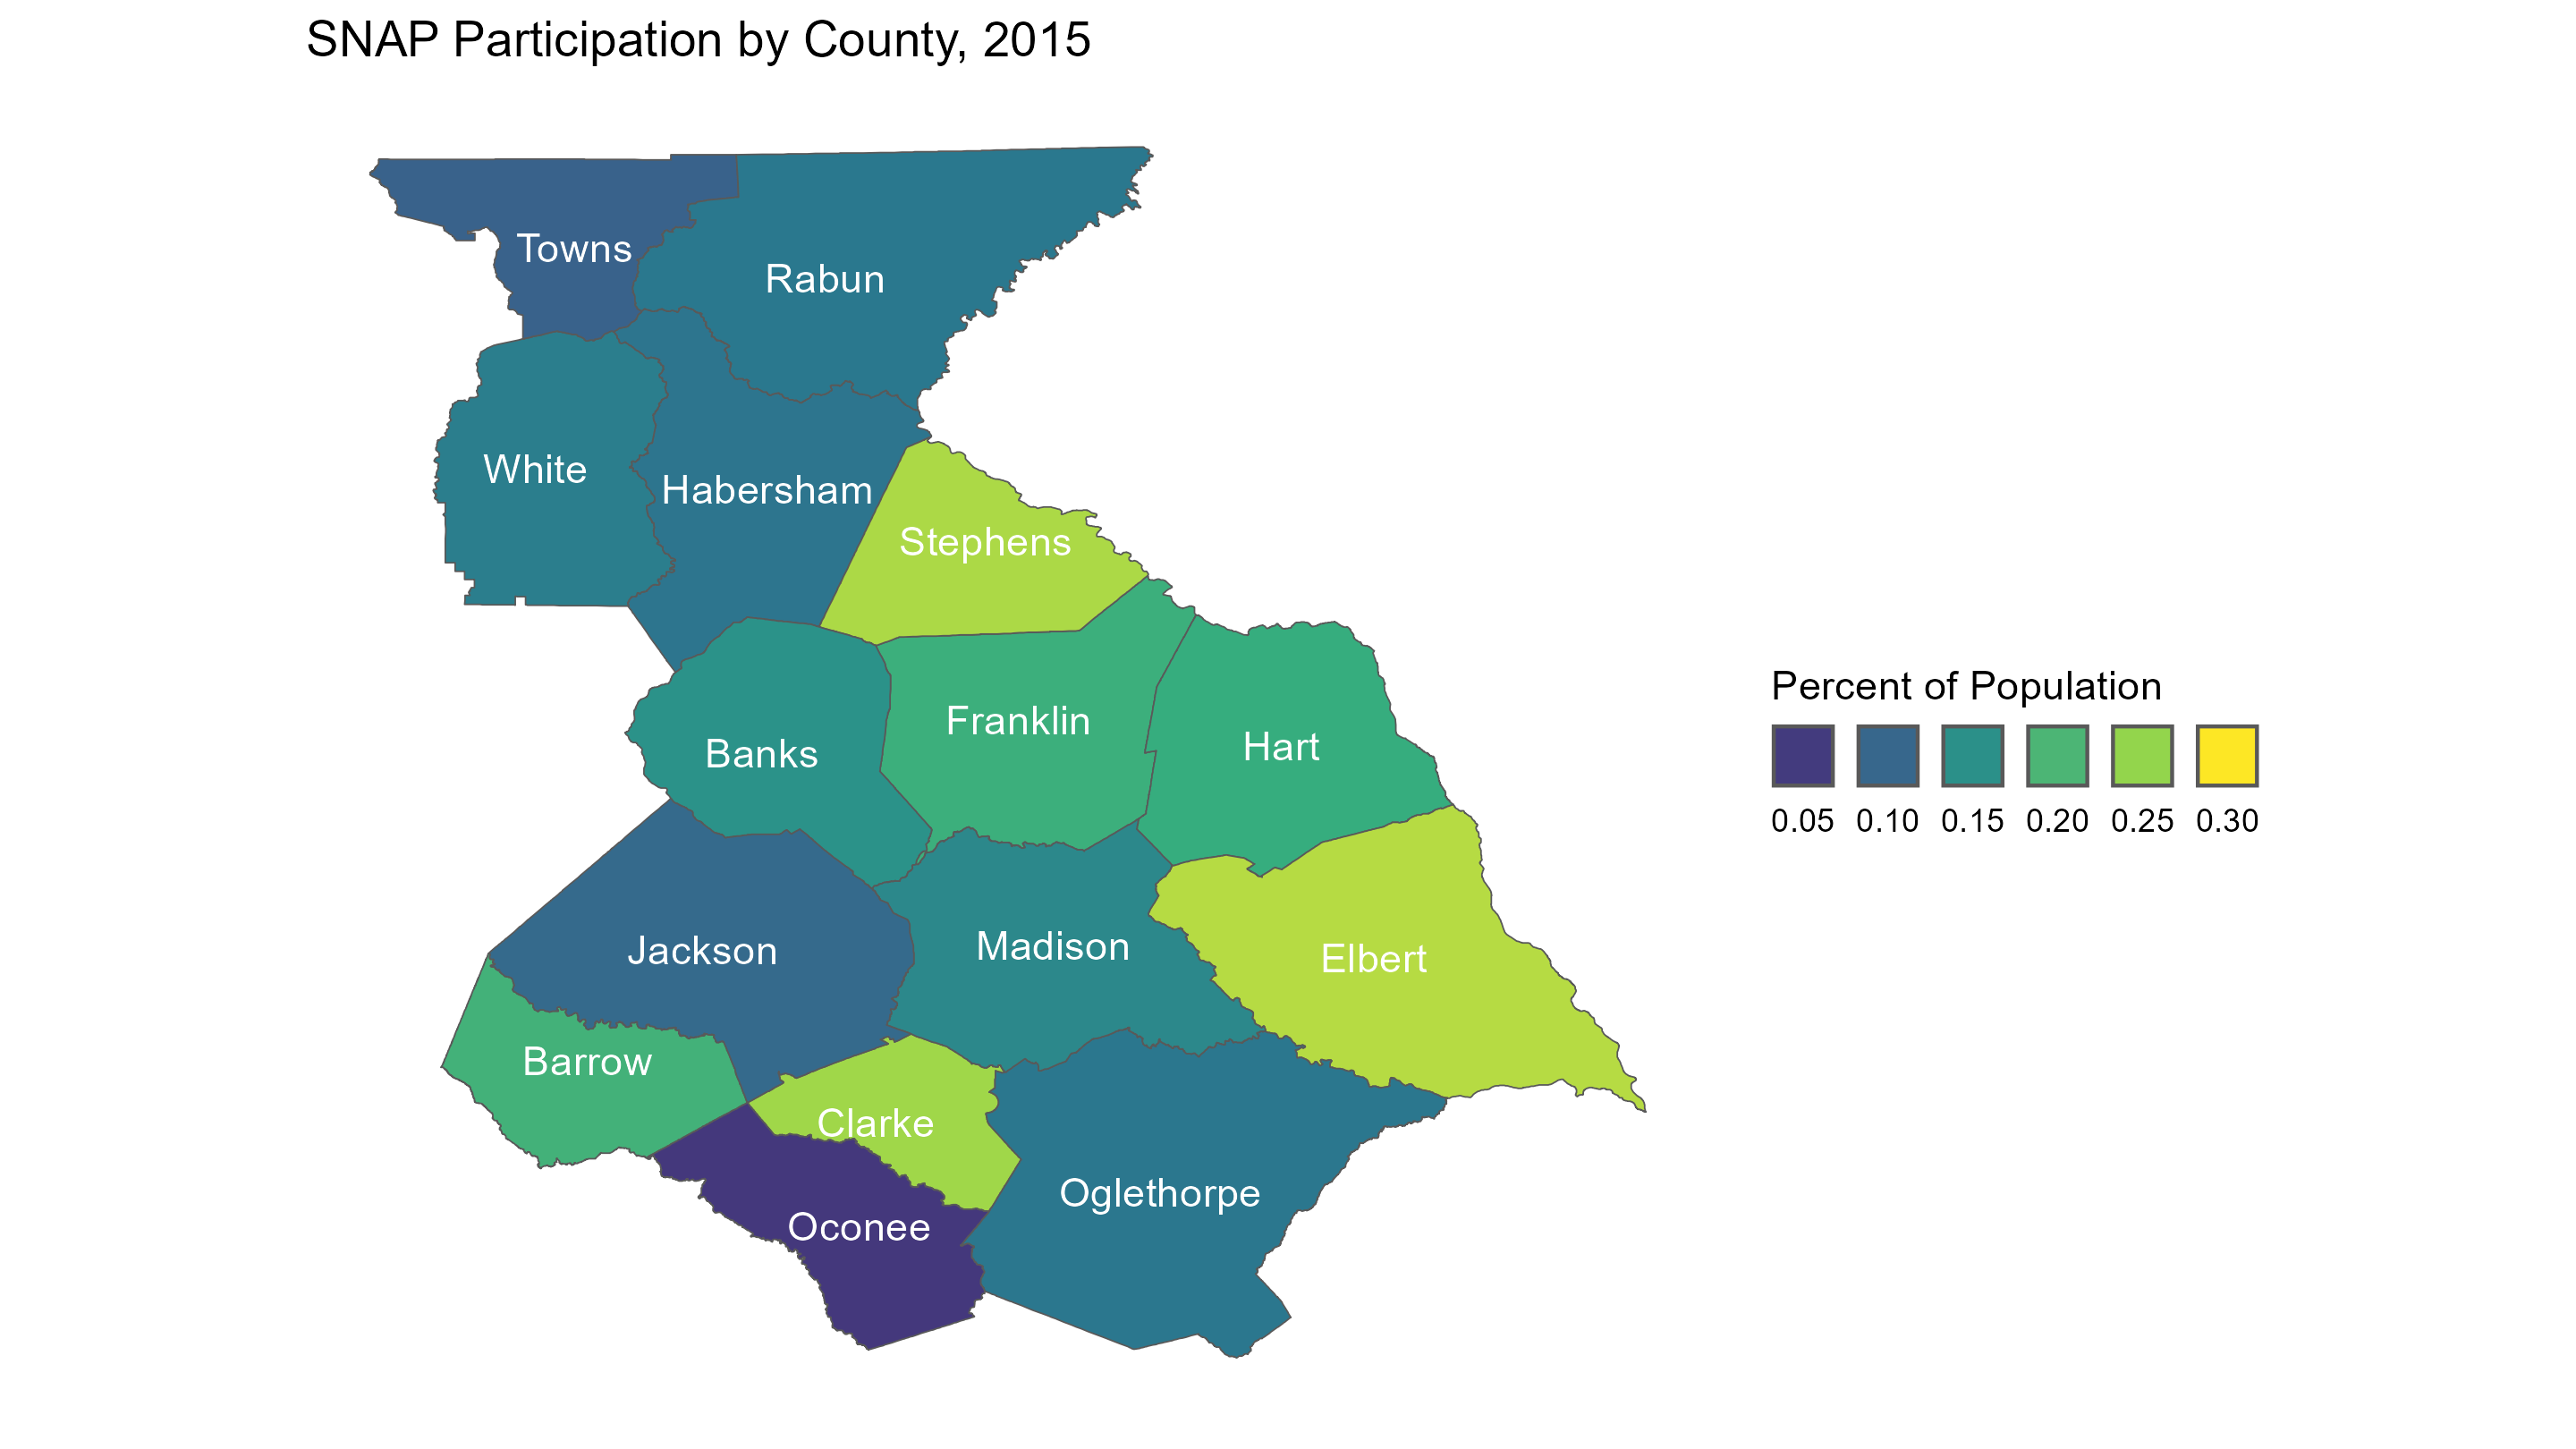 SNAP Participation by County, 2015
Towns
Rabun
White
Habersham
Stephens
Franklin
Hart
Banks
Jackson
Madison
Elbert
Barrow
Clarke
Oglethorpe
Oconee
Percent of Population
0.05 0.10 0.15 0.20 0.25 0.30